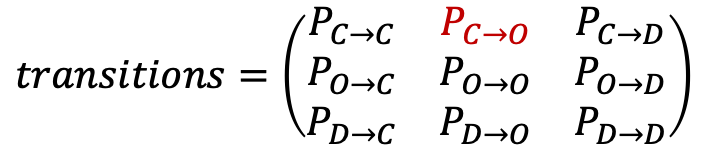 P_{C→C} P_{C→O} P_{C→D}
transitions = ( P_{O→C} P_{O→O} P_{O→D} )
P_{D→C} P_{D→O} P_{D→D}